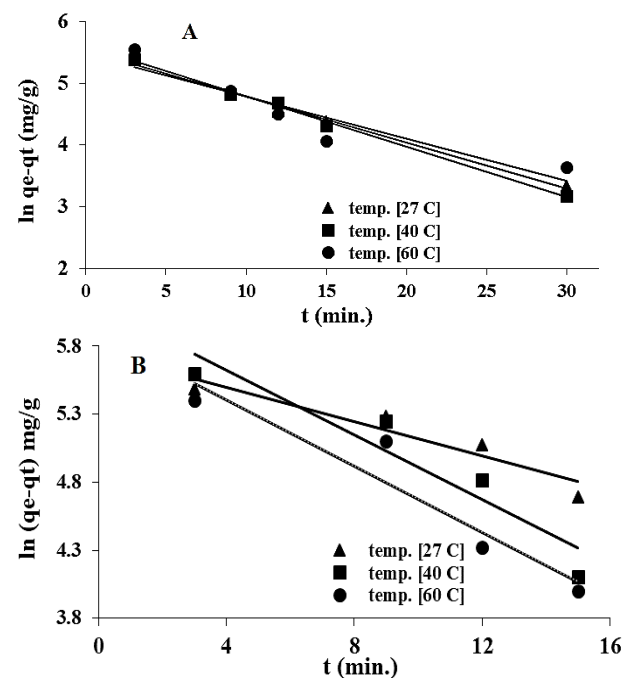 6
A
5
4
3
2
ln qe-qt (mg/g)
temp. [27 C]
temp. [40 C]
temp. [60 C]
0 5 10 15 20 25 30
t (min.)
5.8
B
5.3
4.8
4.3
3.8
ln (qe-qt) mg/g
temp. [27 C]
temp. [40 C]
temp. [60 C]
0 4 8 12 16
t (min.)